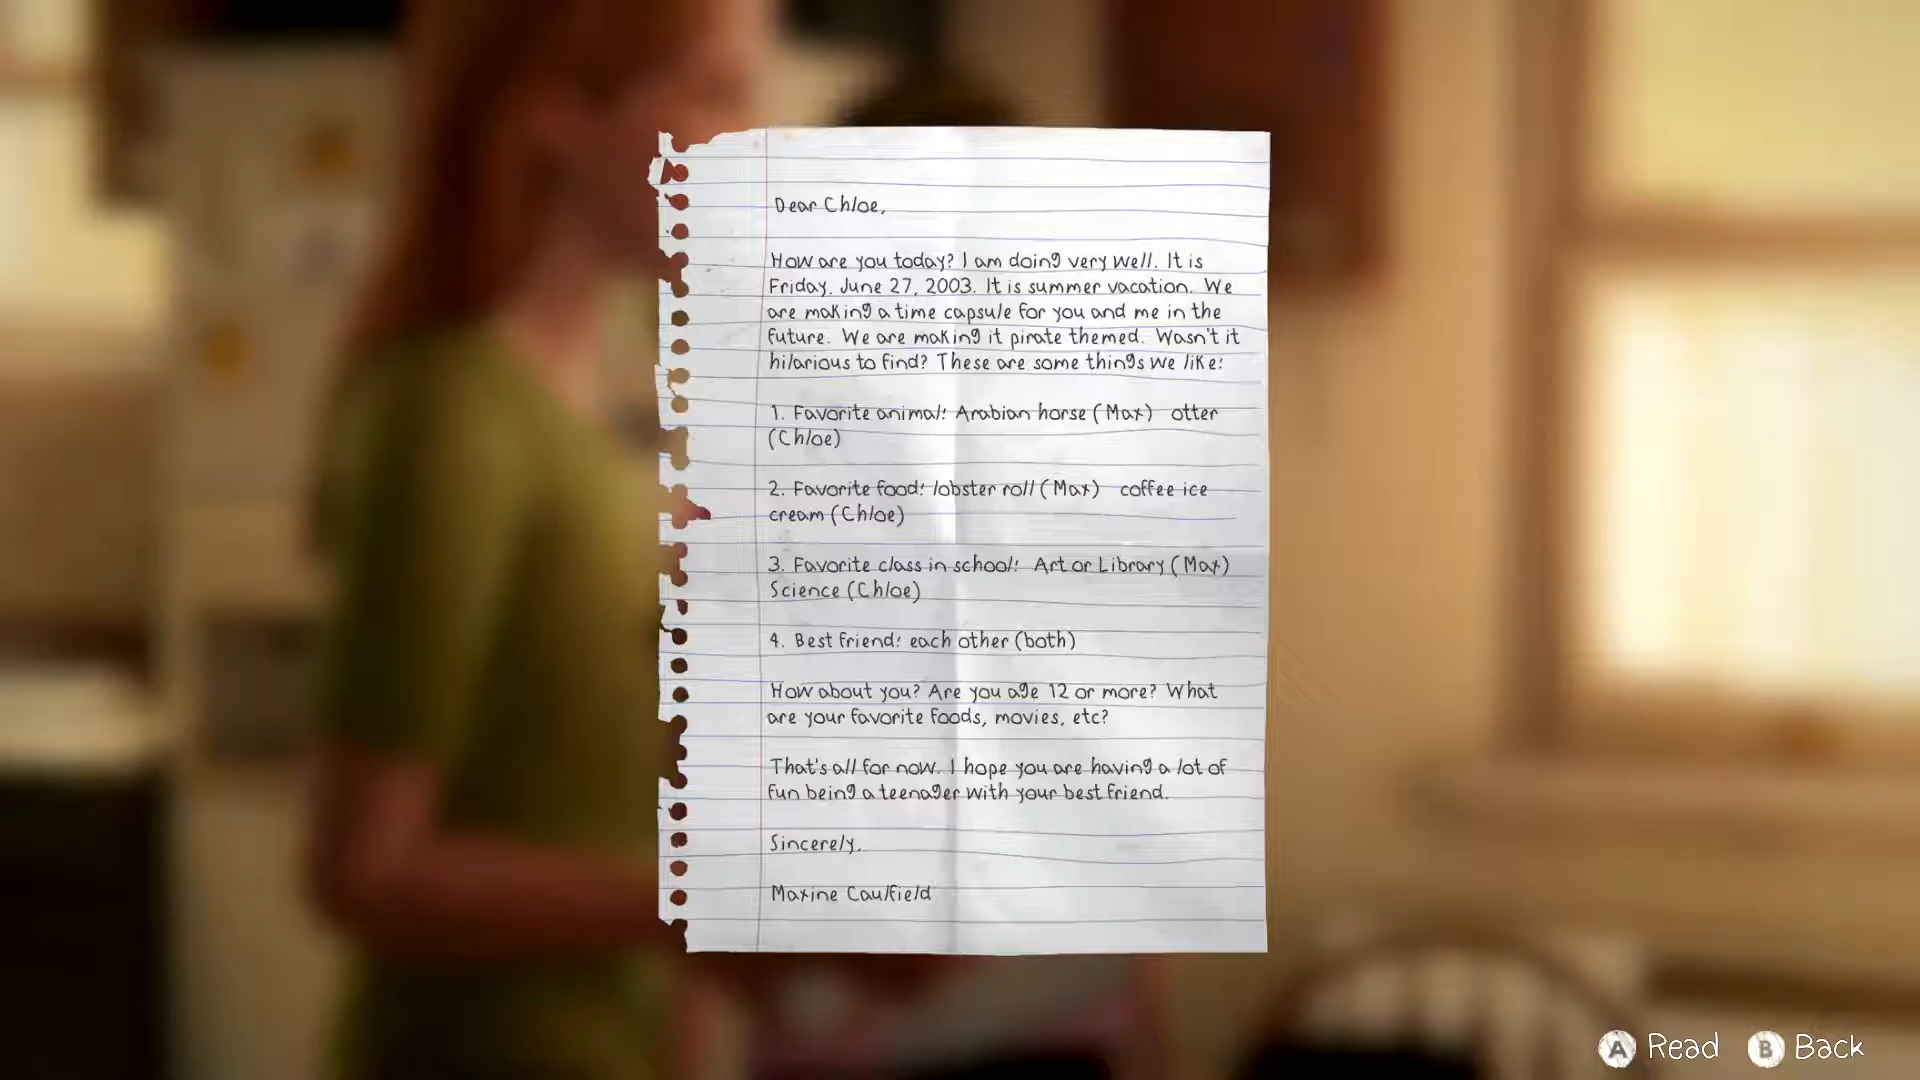 Dear Chloe,
How are you today? I am doing very well. It is
Friday, June 27, 2003. It is summer vacation. We
are making a time capsule for you and me in the
future. We are making it pirate themed. Wasn't it
hilarious to find? These are some things we like:
1. Favorite animal: Arabian horse (Max) otter
(Chloe)
2. Favorite food: lobster roll (Max) coffee ice
cream (Chloe)
3. Favorite class in school: Art or Library (Max)
Science (Chloe)
4. Best friend: each other (both)
How about you? Are you age 12 or more? What
are your favorite foods, movies, etc?
That's all for now. I hope you are having a lot of
fun being a teenager with your best friend.
Sincerely,
Maxine Caulfield
A Read B Back